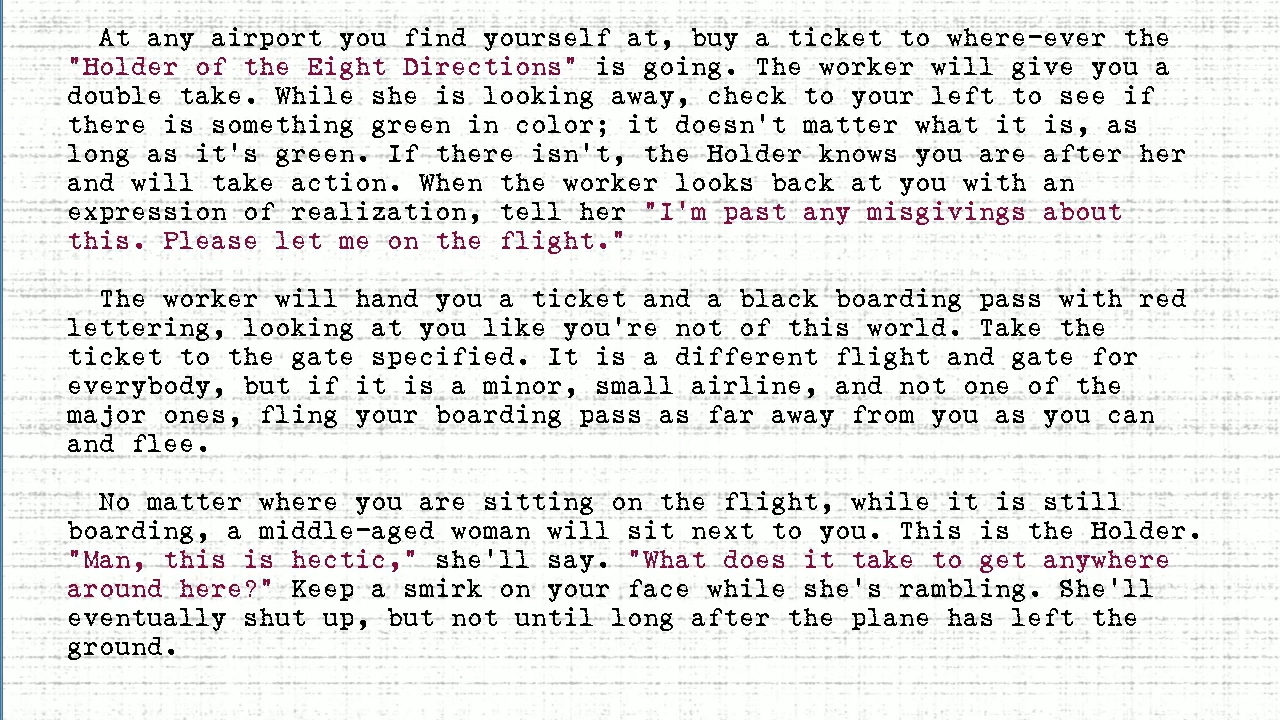 At any airport you find yourself at, buy a ticket to where-ever the
"Holder of the Eight Directions" is going. The worker will give you a
double take. While she is looking away, check to your left to see if
there is something green in color; it doesn't matter what it is, as
long as it's green. If there isn't, the Holder knows you are after her
and will take action. When the worker looks back at you with an
expression of realization, tell her "I'm past any misgivings about
this. Please let me on the flight."
The worker will hand you a ticket and a black boarding pass with red
lettering, looking at you like you're not of this world. Take the
ticket to the gate specified. It is a different flight and gate for
everybody, but if it is a minor, small airline, and not one of the
major ones, fling your boarding pass as far away from you as you can
and flee.
No matter where you are sitting on the flight, while it is still
boarding, a middle-aged woman will sit next to you. This is the Holder.
"Man, this is hectic," she'll say. "What does it take to get anywhere
around here?" Keep a smirk on your face while she's rambling. She'll
eventually shut up, but not until long after the plane has left the
ground.